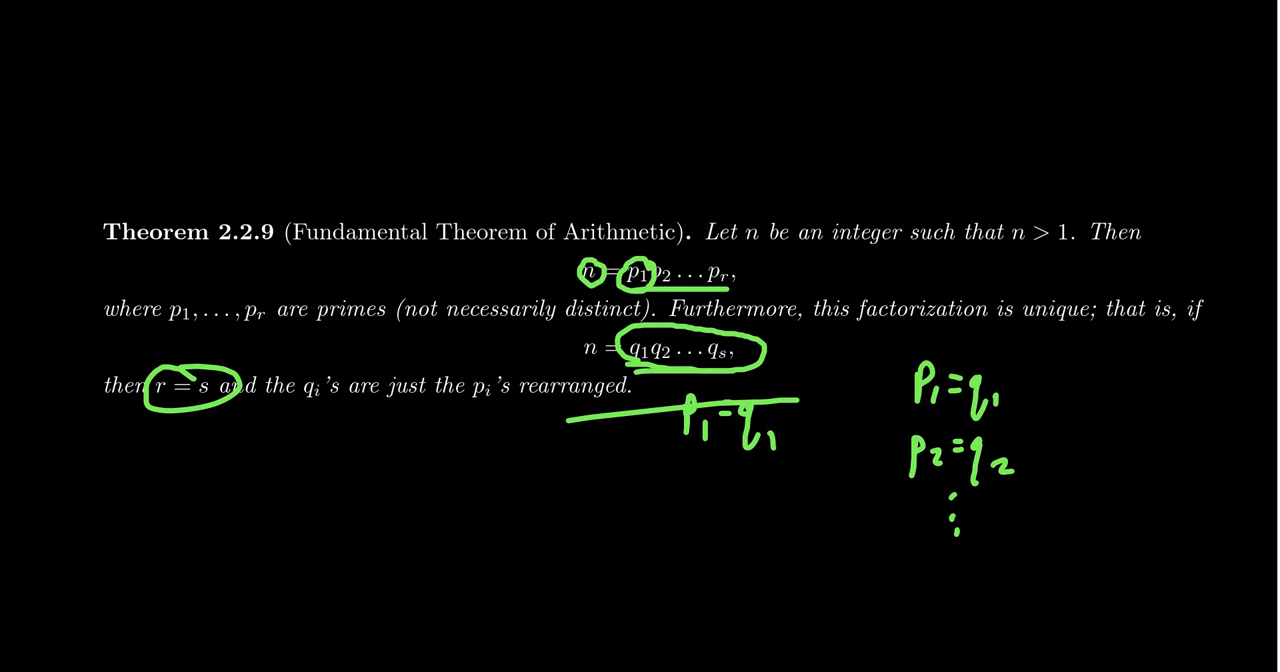 Theorem 2.2.9 (Fundamental Theorem of Arithmetic). Let n be an integer such that n > 1. Then
n = p₁p₂ . . . pᵣ,
where p₁, . . . , pᵣ are primes (not necessarily distinct). Furthermore, this factorization is unique; that is, if
n = q₁q₂ . . . qₛ,
then r = s and the qᵢ's are just the pᵢ's rearranged.
p₁ = q₁
p₁ = q₁
p₂ = q₂
⋮